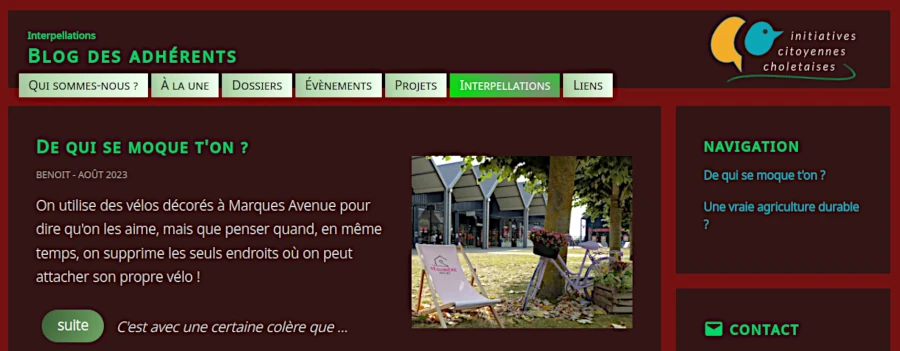 Interpellations
Blog des adhérents
initiatives
citoyennes
choletaises
Qui sommes-nous ? À la une Dossiers Évènements Projets Interpellations Liens
De qui se moque t'on ?
BENOIT - AOÛT 2023
On utilise des vélos décorés à Marques Avenue pour
dire qu'on les aime, mais que penser quand, en même
temps, on supprime les seuls endroits où on peut
attacher son propre vélo !
suite C'est avec une certaine colère que ...
NAVIGATION
De qui se moque t'on ?
Une vraie agriculture durable
?
CONTACT